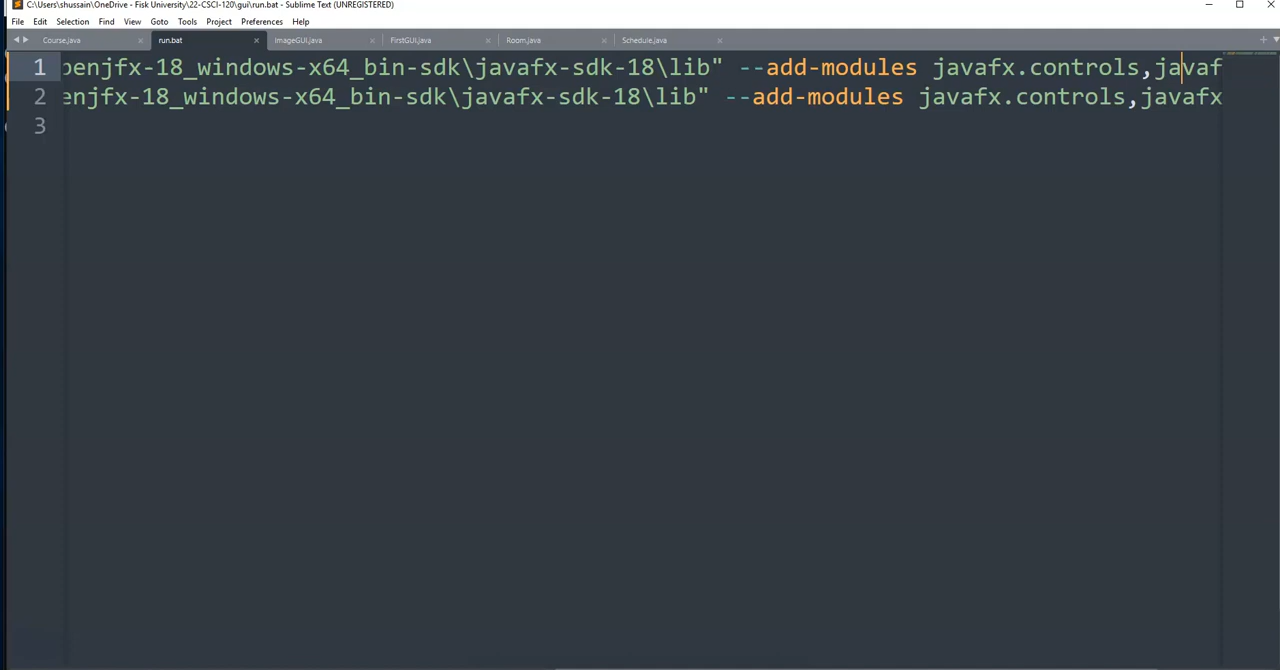 C:\Users\shussain\OneDrive - Fisk University\22-CSCI-120\gui\run.bat - Sublime Text (UNREGISTERED)
File Edit Selection Find View Goto Tools Project Preferences Help
Course.java run.bat ImageGUI.java FirstGUI.java Room.java Schedule.java
1 penjfx-18_windows-x64_bin-sdk\javafx-sdk-18\lib" --add-modules javafx.controls,javaf
2 enjfx-18_windows-x64_bin-sdk\javafx-sdk-18\lib" --add-modules javafx.controls,javafx
3